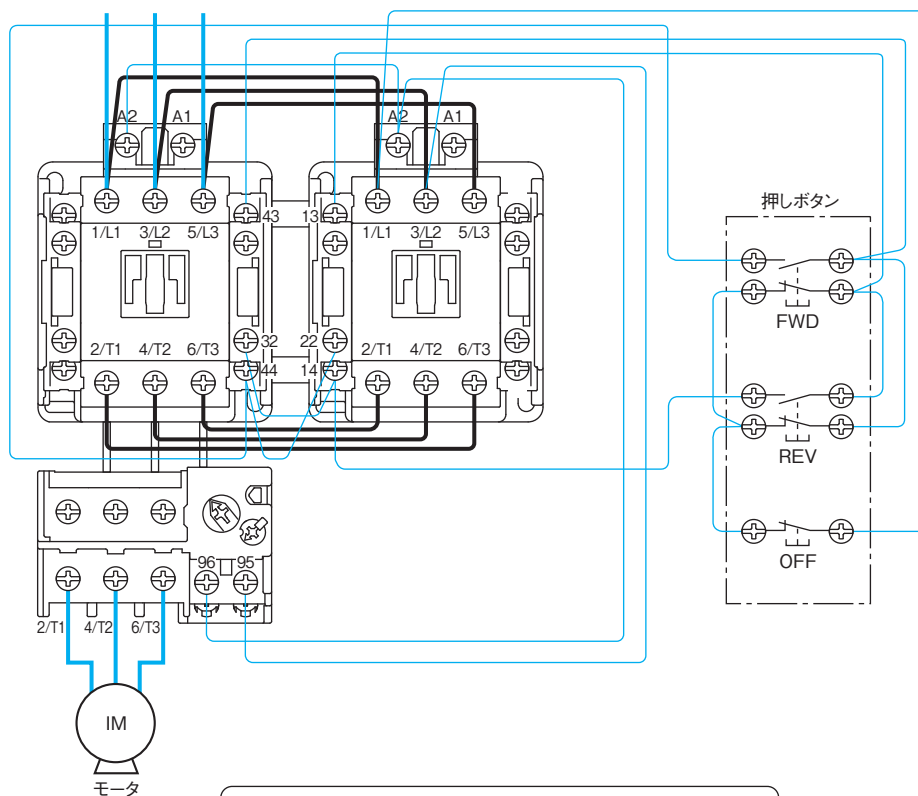 A2 A1 A2 A1
43 13
1/L1 3/L2 5/L3 1/L1 3/L2 5/L3
押しボタン
FWD
32 22
2/T1 4/T2 6/T3 2/T1 4/T2 6/T3
44 14
REV
OFF
96 95
2/T1 4/T2 6/T3
IM
モータ